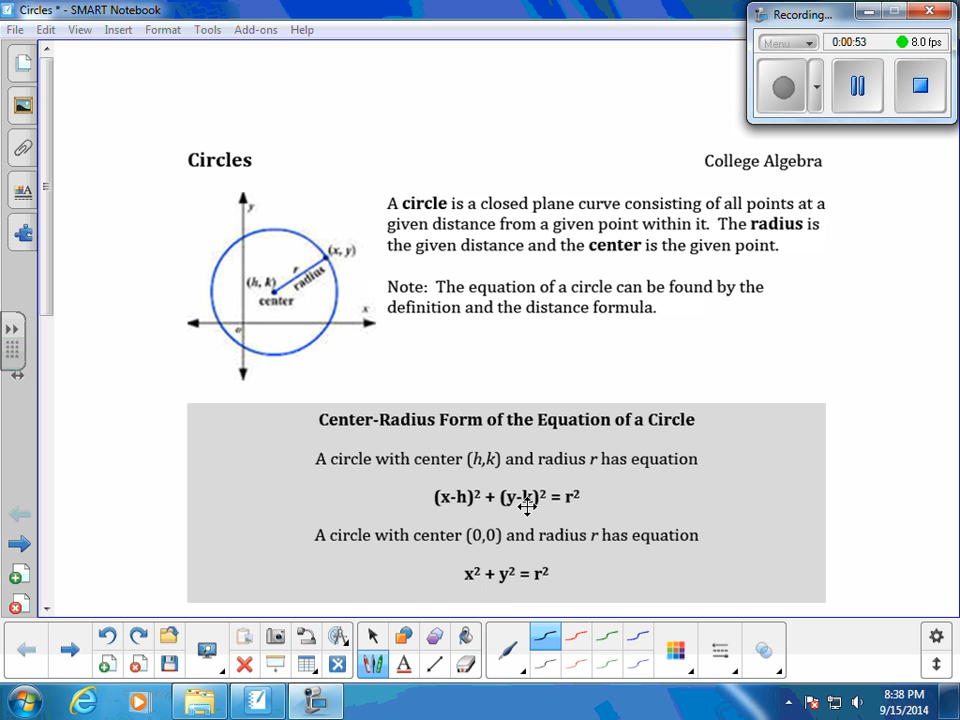 Circles * - SMART Notebook
Recording...
File Edit View Insert Format Tools Add-ons Help
Menu 0:00:53 8.0 fps
Circles College Algebra
y
(x, y)
r
radius
(h, k)
center
x
o
A circle is a closed plane curve consisting of all points at a
given distance from a given point within it. The radius is
the given distance and the center is the given point.
Note: The equation of a circle can be found by the
definition and the distance formula.
Center-Radius Form of the Equation of a Circle
A circle with center (h,k) and radius r has equation
(x-h)² + (y-k)² = r²
A circle with center (0,0) and radius r has equation
x² + y² = r²
A
8:38 PM
9/15/2014